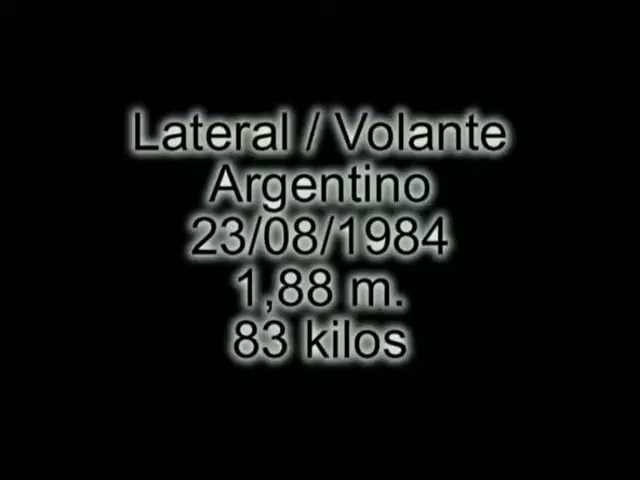 Lateral / Volante
Argentino
23/08/1984
1,88 m.
83 kilos